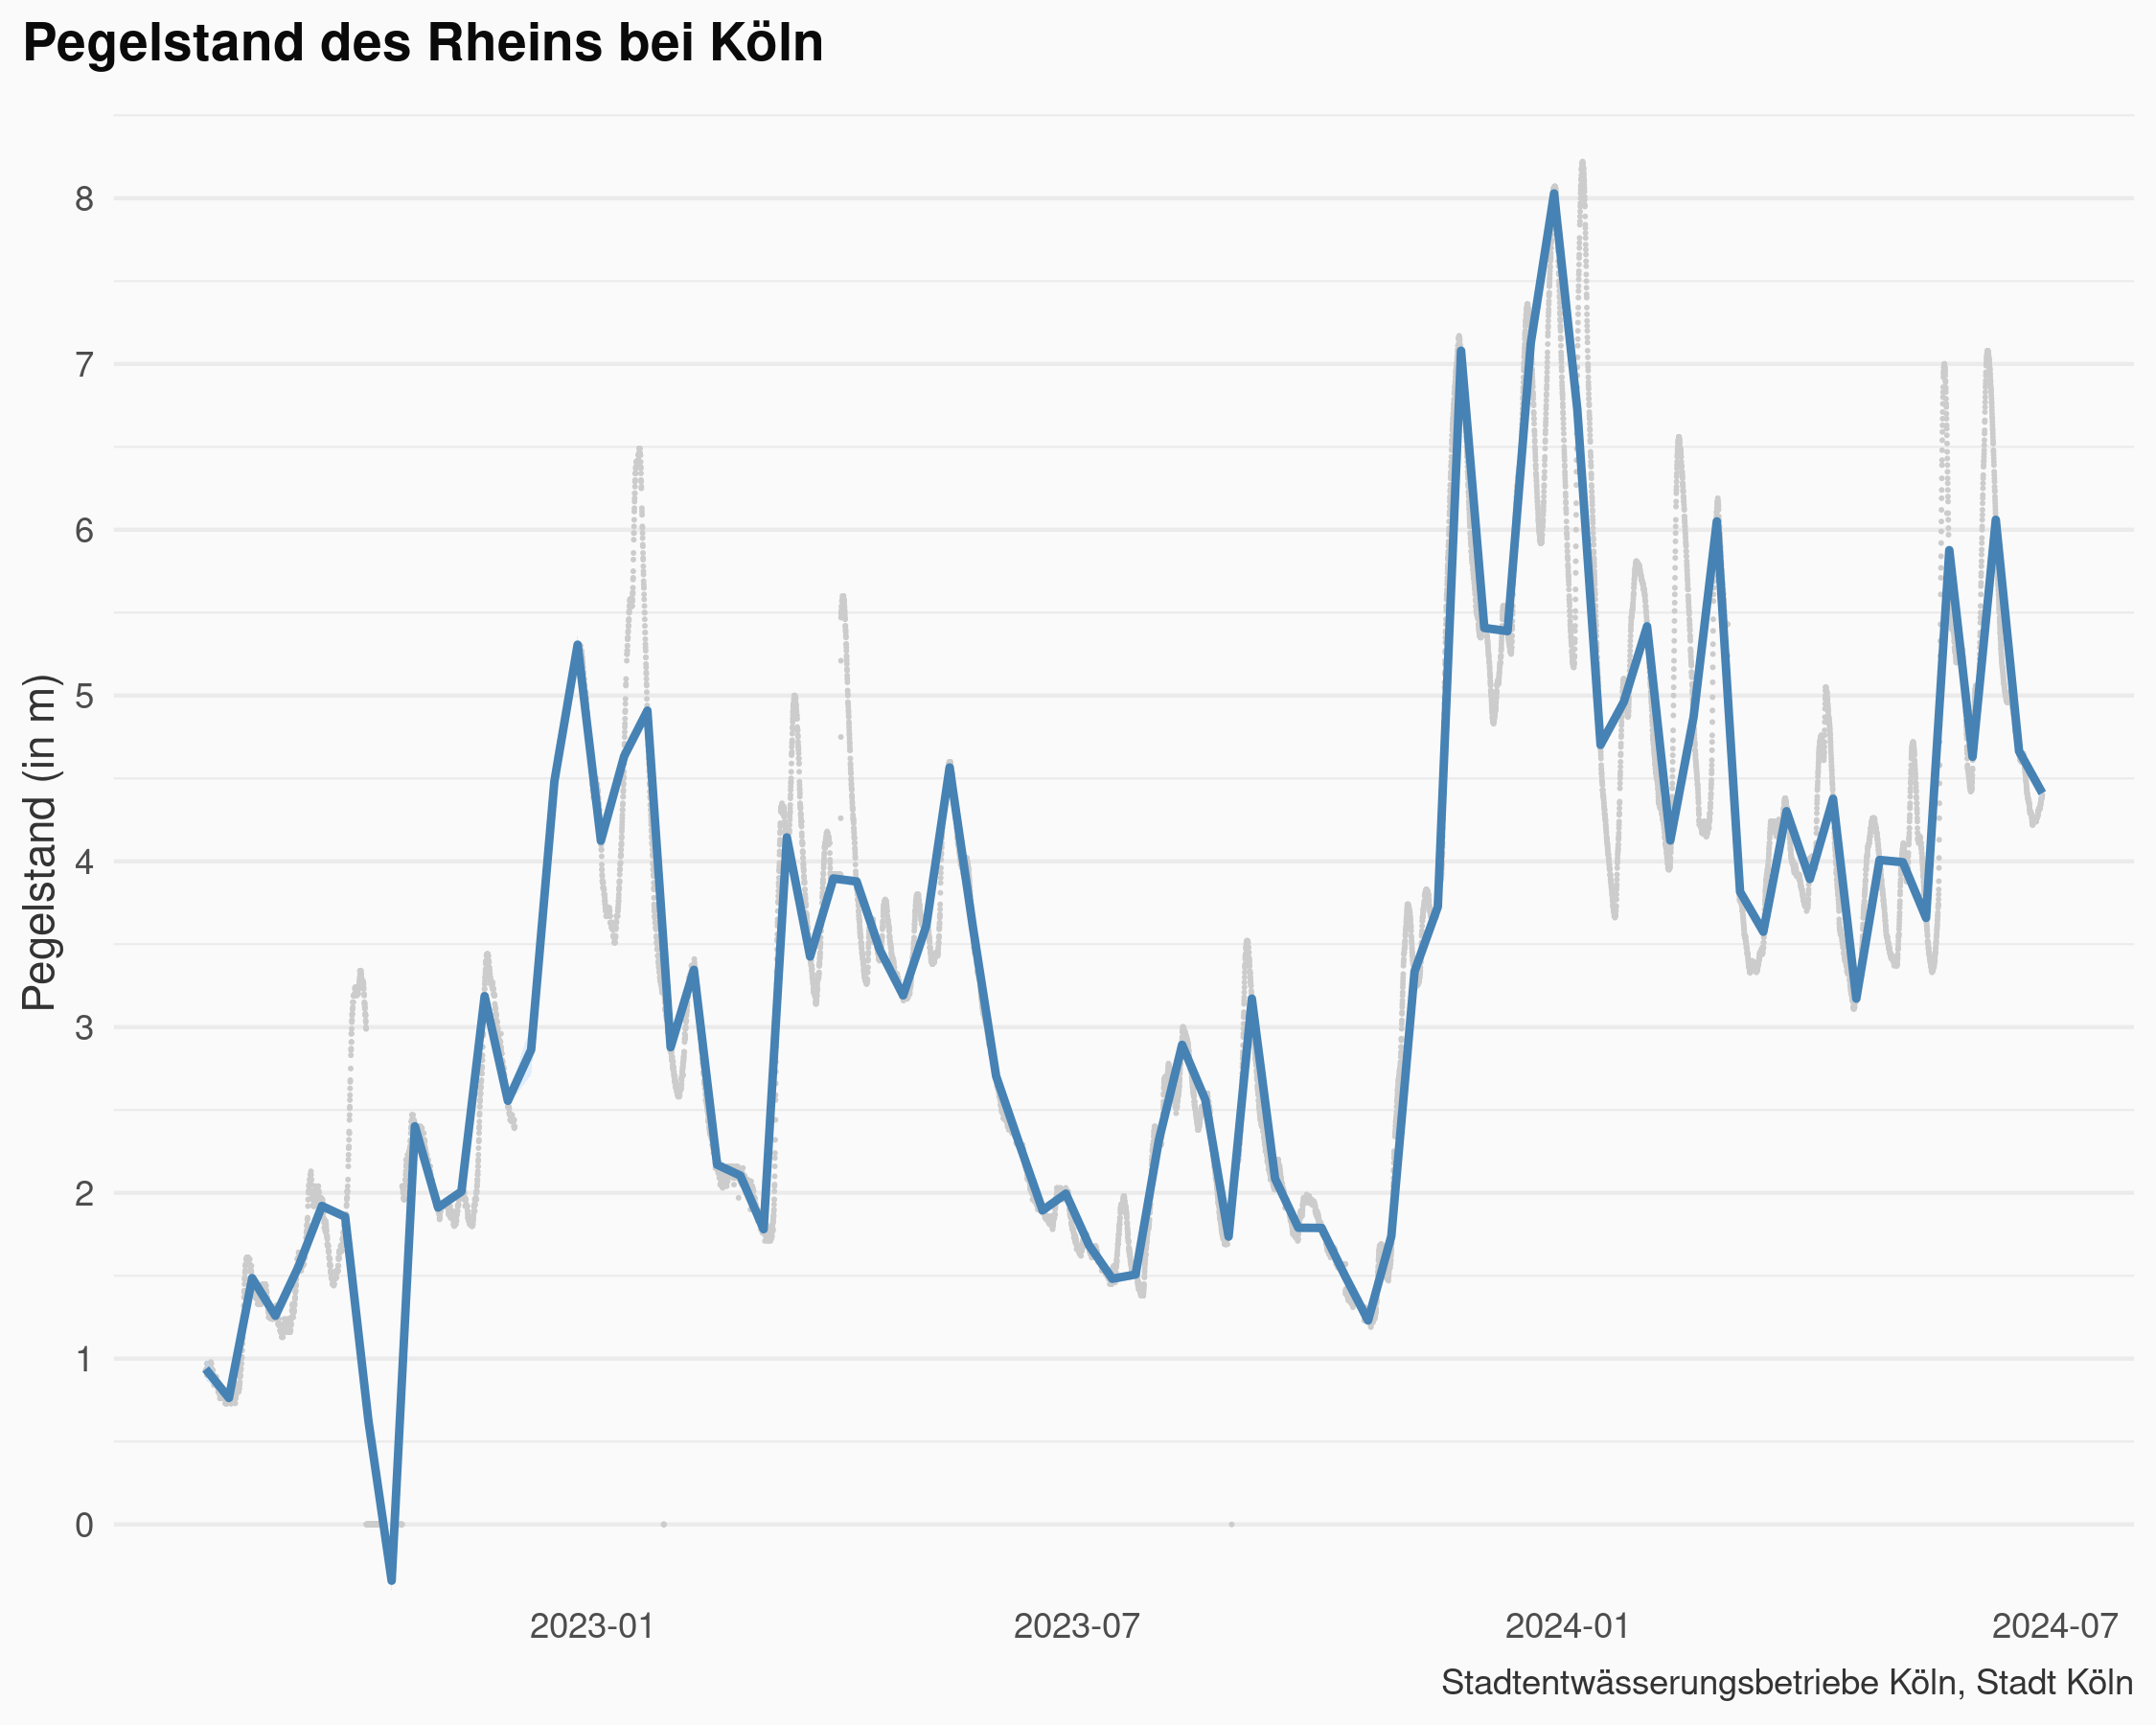 Pegelstand des Rheins bei Köln
Pegelstand (in m)
8
7
6
5
4
3
2
1
0
2023-01 2023-07 2024-01 2024-07
Stadtentwässerungsbetriebe Köln, Stadt Köln